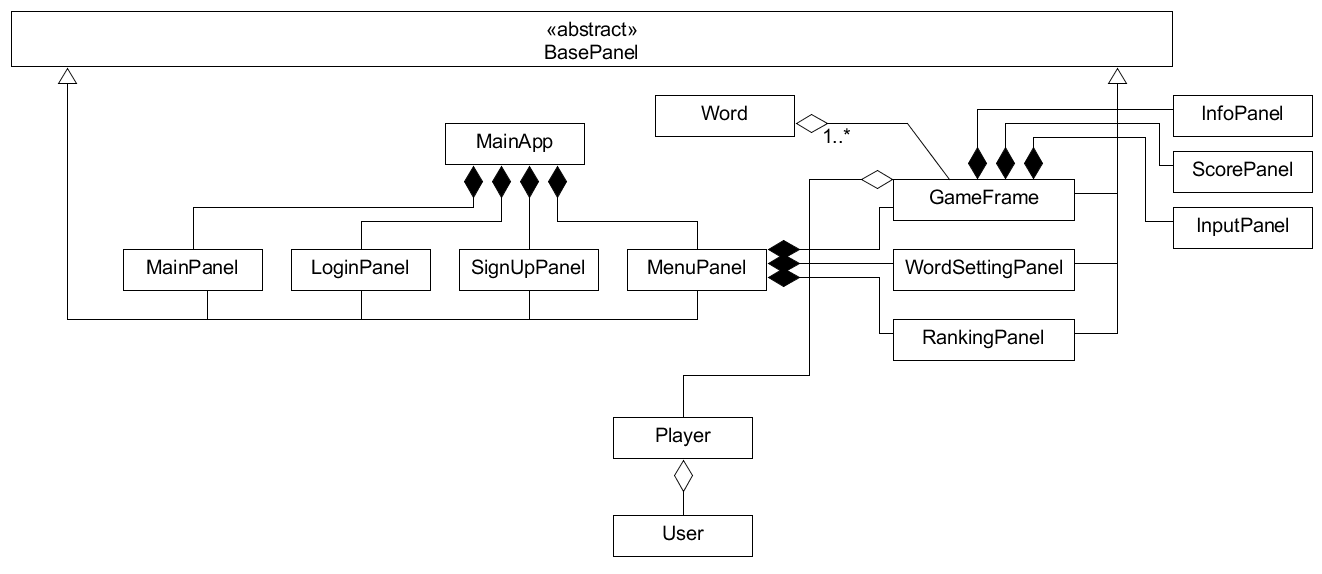 «abstract»
BasePanel
Word
1..*
InfoPanel
MainApp
ScorePanel
GameFrame
InputPanel
MainPanel
LoginPanel
SignUpPanel
MenuPanel
WordSettingPanel
RankingPanel
Player
User